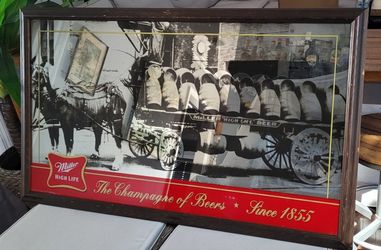 MILLER HIGH LIFE BEER
Miller
HIGH LIFE
The Champagne of Beers ★ Since 1855